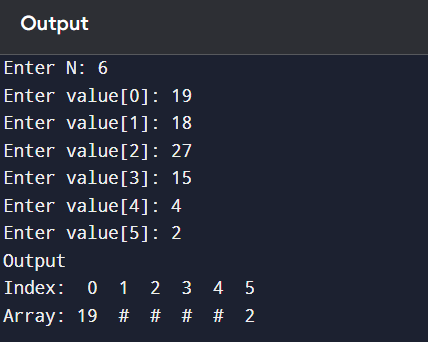 Output
Enter N: 6
Enter value[0]: 19
Enter value[1]: 18
Enter value[2]: 27
Enter value[3]: 15
Enter value[4]: 4
Enter value[5]: 2
Output
Index:  0  1  2  3  4  5
Array: 19  #  #  #  #  2